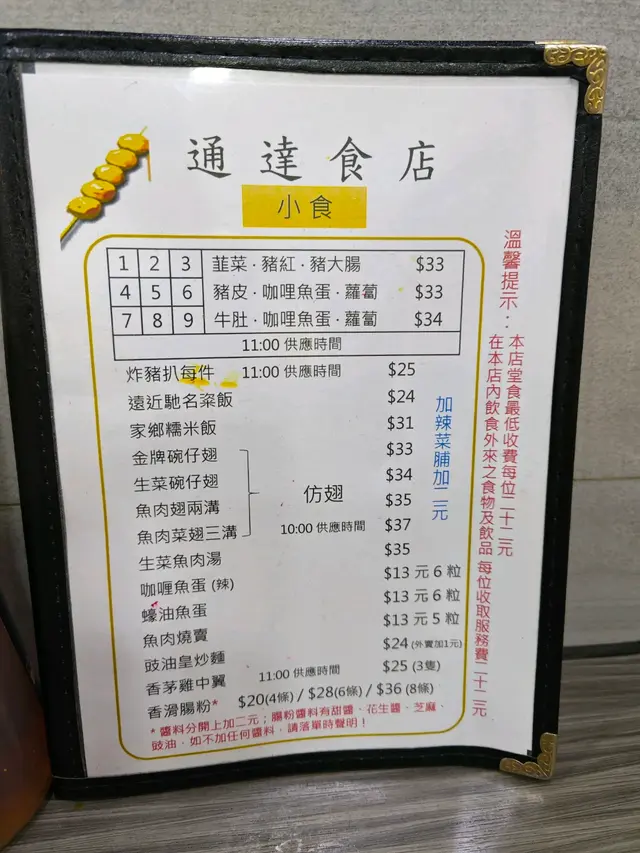 通達食店
小食
1 2 3 韮菜·豬紅·豬大腸 $33
4 5 6 豬皮·咖喱魚蛋·蘿蔔 $33
7 8 9 牛肚·咖喱魚蛋·蘿蔔 $34
11:00 供應時間
炸豬扒每件 11:00 供應時間 $25
遠近馳名粢飯 $24
家鄉糯米飯 $31
金牌碗仔翅 $33
生菜碗仔翅 $34
魚肉翅兩溝 $35
魚肉菜翅三溝 10:00 供應時間 $37
仿翅
生菜魚肉湯 $35
咖喱魚蛋(辣) $13 元 6 粒
蠔油魚蛋 $13 元 6 粒
魚肉燒賣 $13 元 5 粒
豉油皇炒麵 $24 (外賣加1元)
香茅雞中翼 11:00 供應時間 $25 (3隻)
香滑腸粉* $20(4條) / $28(6條) / $36 (8條)
* 醬料分開上加二元；腸粉醬料有甜醬、花生醬、芝麻、
豉油，如不加任何醬料，請落單時聲明！
加辣菜脯加二元
溫馨提示：
本店堂食最低收費每位二十二元
在本店內飲食外來之食物及飲品 每位收取服務費二十二元